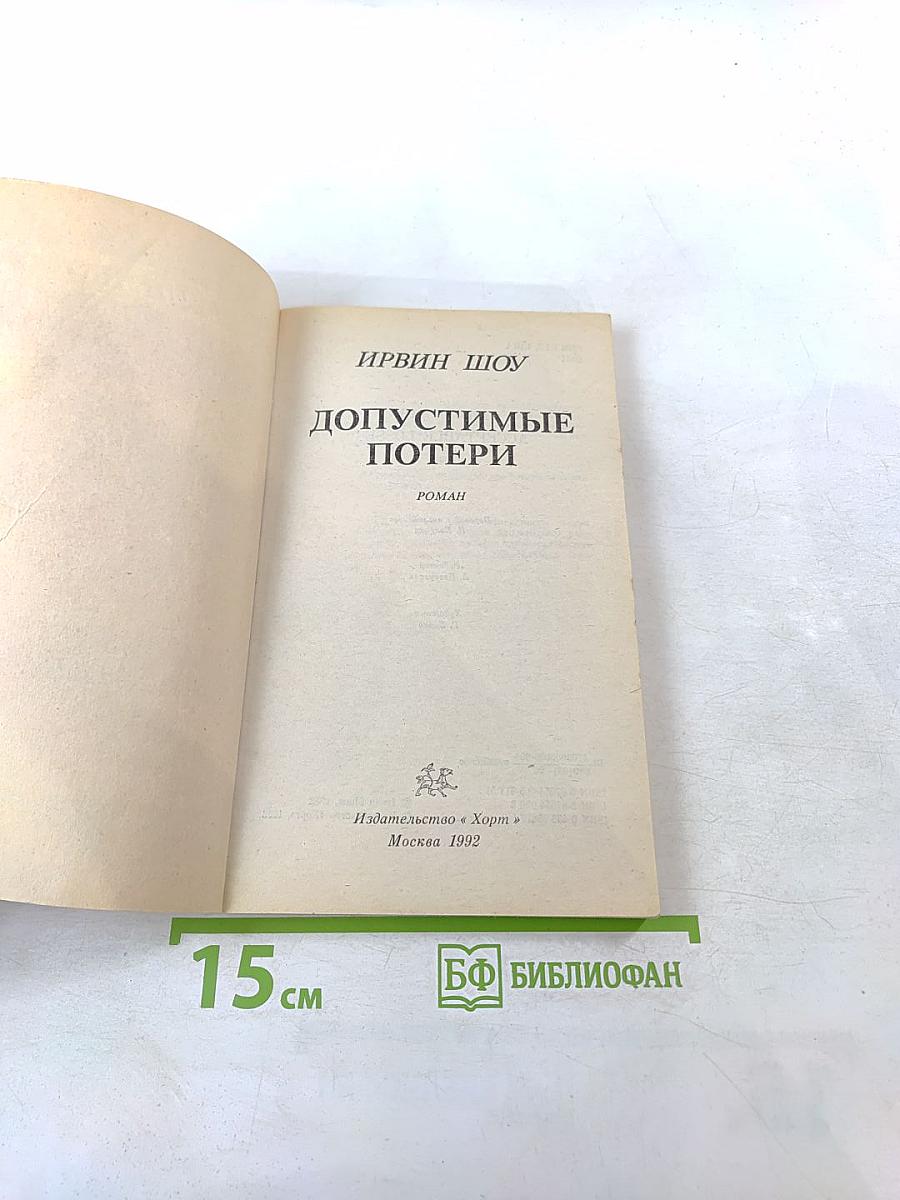 ИРВИН ШОУ
ДОПУСТИМЫЕ
ПОТЕРИ
РОМАН
Издательство « Хорт »
Москва 1992
15 см
БФ БИБЛИОФАН